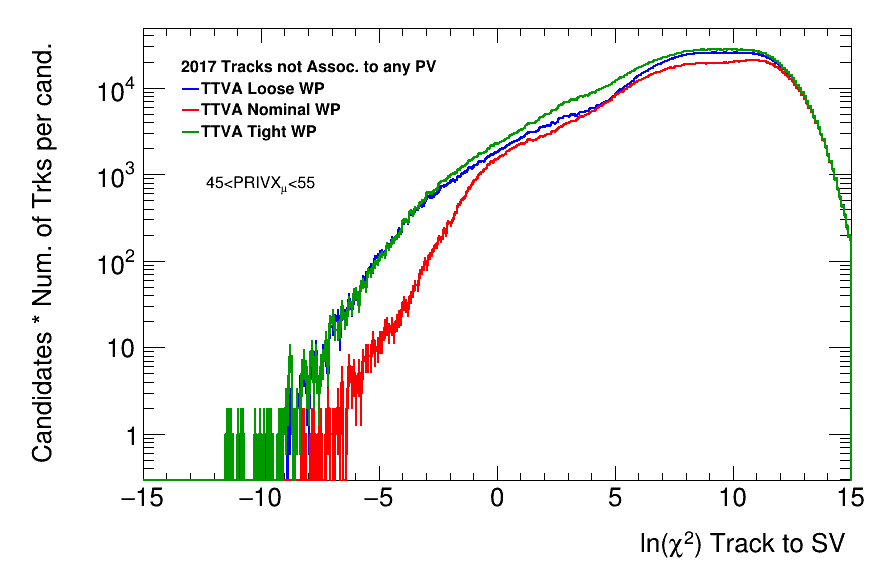 Candidates * Num. of Trks per cand.
10⁴
10³
10²
10
1
2017 Tracks not Assoc. to any PV
TTVA Loose WP
TTVA Nominal WP
TTVA Tight WP
45<PRIVXμ<55
−15 −10 −5 0 5 10 15
ln(χ²) Track to SV